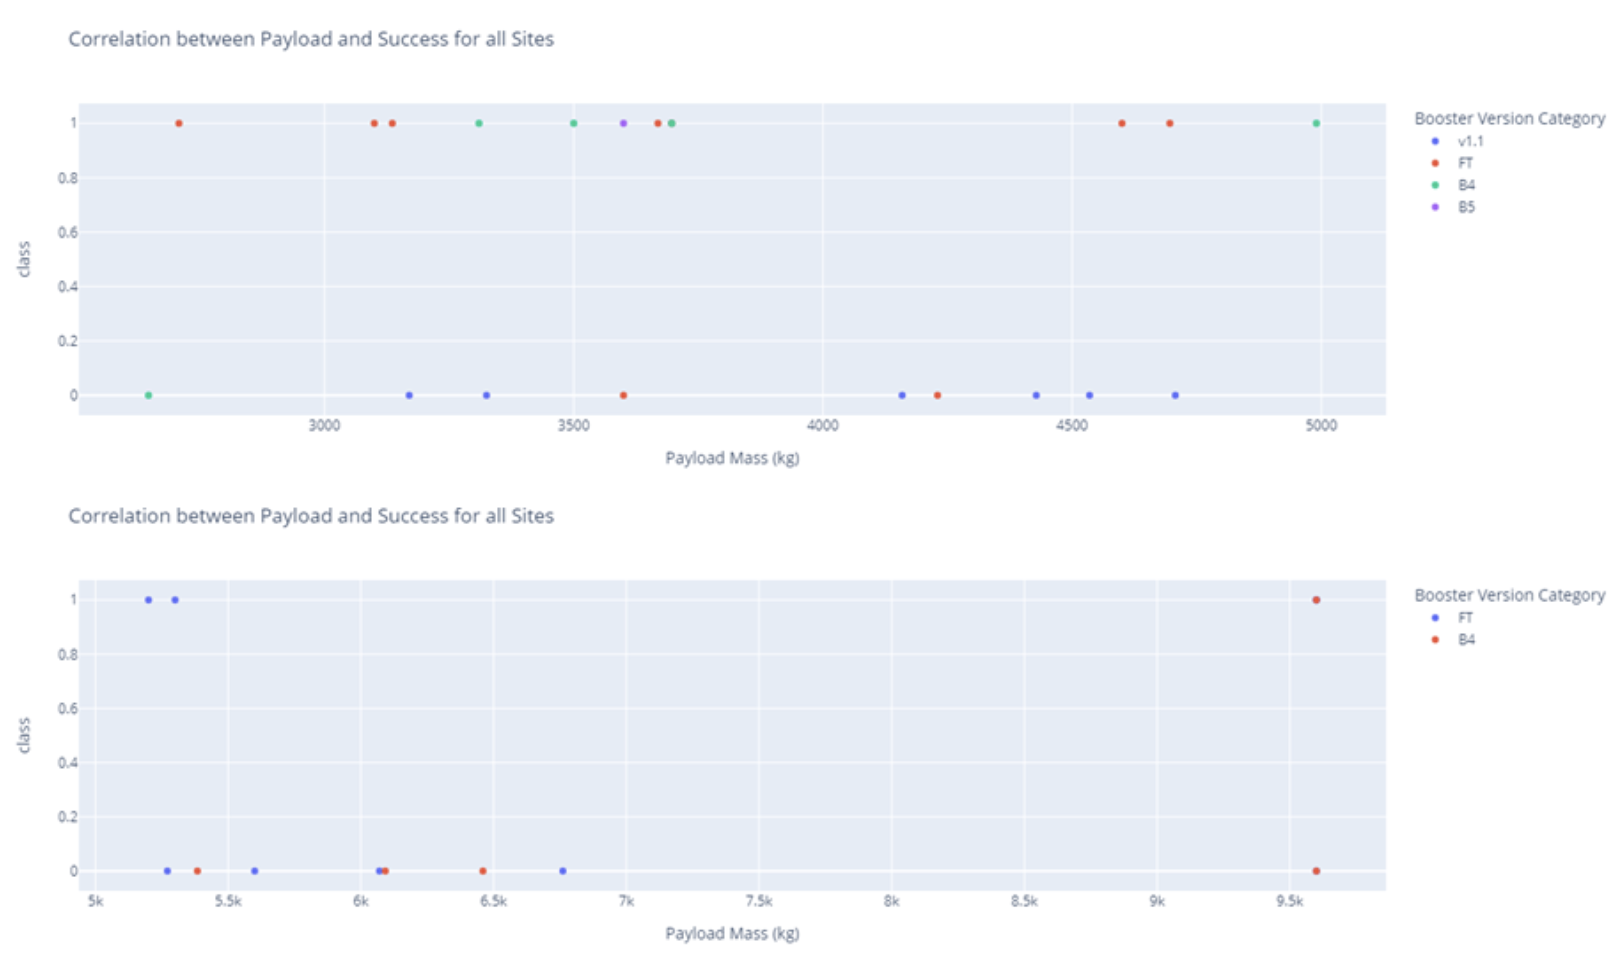 Correlation between Payload and Success for all Sites
Booster Version Category
v1.1
FT
B4
B5
class
1
0.8
0.6
0.4
0.2
0
3000 3500 4000 4500 5000
Payload Mass (kg)
Correlation between Payload and Success for all Sites
Booster Version Category
FT
B4
class
1
0.8
0.6
0.4
0.2
0
5k 5.5k 6k 6.5k 7k 7.5k 8k 8.5k 9k 9.5k
Payload Mass (kg)